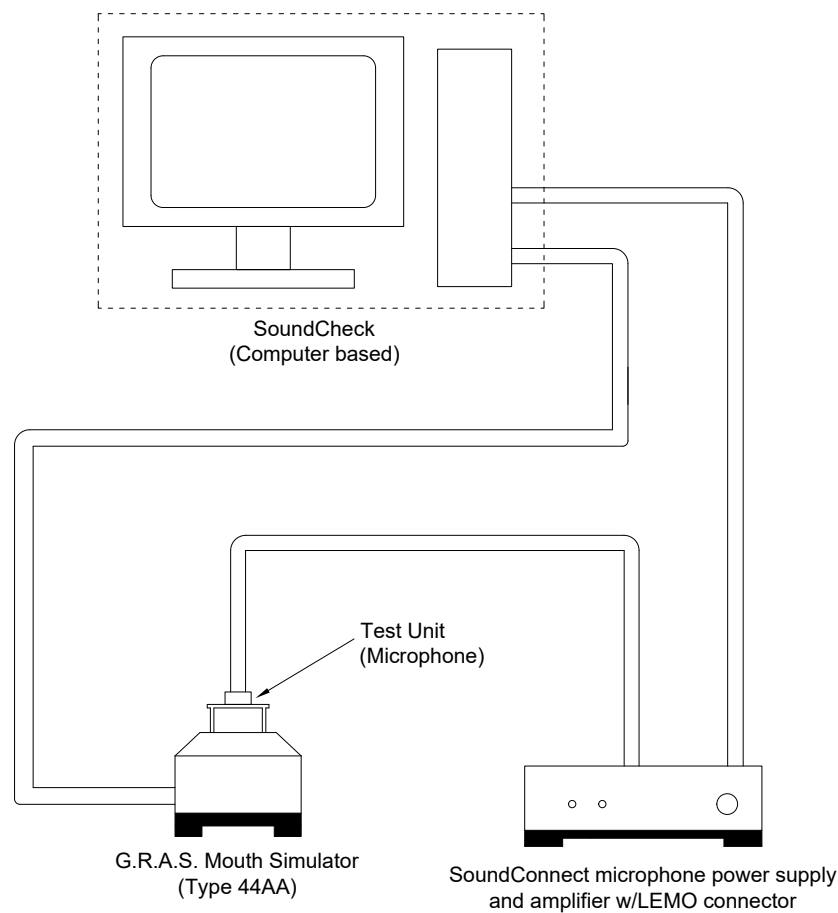 SoundCheck
(Computer based)
Test Unit
(Microphone)
G.R.A.S. Mouth Simulator
(Type 44AA)
SoundConnect microphone power supply
and amplifier w/LEMO connector